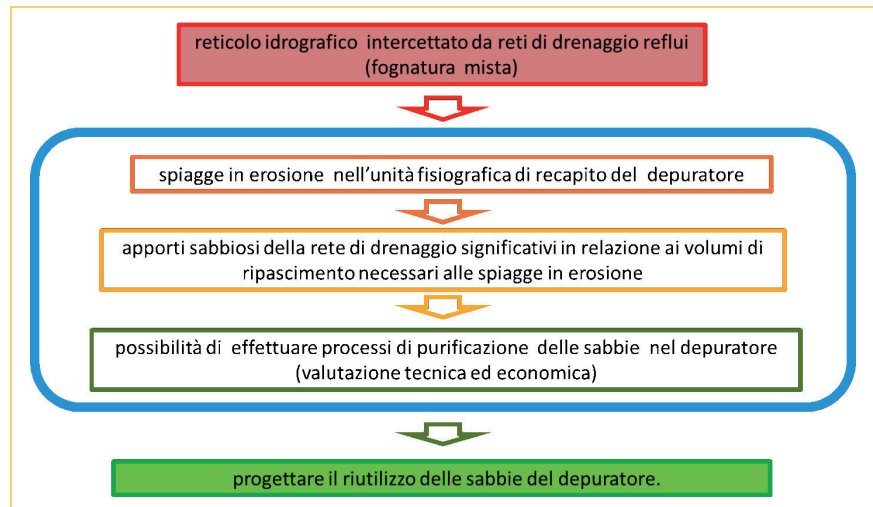 reticolo idrografico intercettato da reti di drenaggio reflui
(fognatura mista)
spiagge in erosione nell'unità fisiografica di recapito del depuratore
apporti sabbiosi della rete di drenaggio significativi in relazione ai volumi di
ripascimento necessari alle spiagge in erosione
possibilità di effettuare processi di purificazione delle sabbie nel depuratore
(valutazione tecnica ed economica)
progettare il riutilizzo delle sabbie del depuratore.